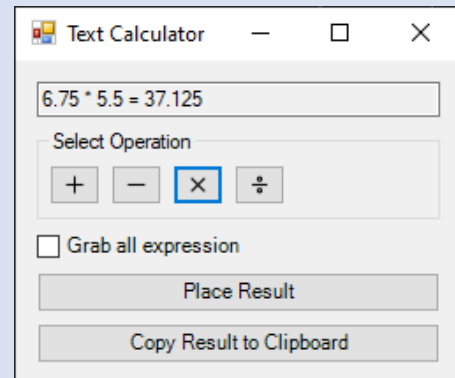 Text Calculator
6.75 * 5.5 = 37.125
Select Operation
+ − × ÷
Grab all expression
Place Result
Copy Result to Clipboard